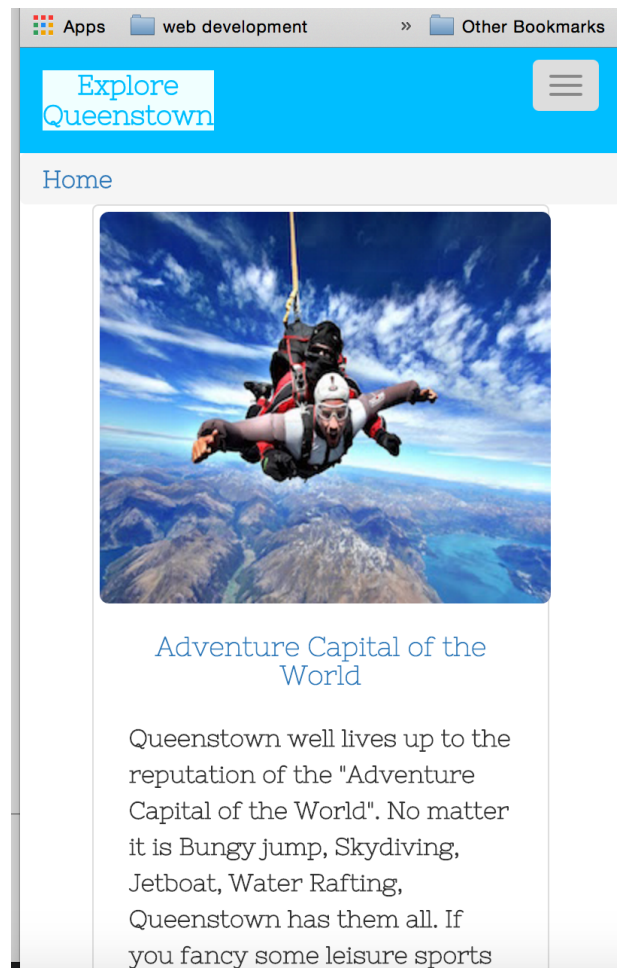 Apps web development » Other Bookmarks
Explore
Queenstown
Home
Adventure Capital of the
World
Queenstown well lives up to the
reputation of the "Adventure
Capital of the World". No matter
it is Bungy jump, Skydiving,
Jetboat, Water Rafting,
Queenstown has them all. If
you fancy some leisure sports